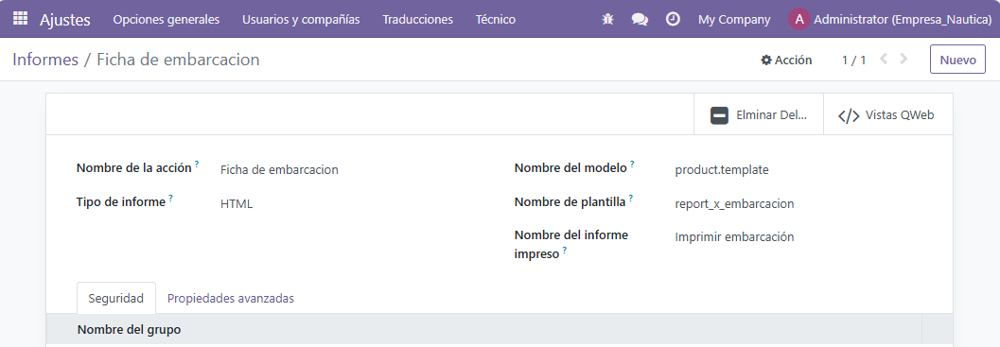 Ajustes Opciones generales Usuarios y compañías Traducciones Técnico My Company A Administrator (Empresa_Nautica)
Informes / Ficha de embarcacion Acción 1 / 1 Nuevo
Elminar Del... Vistas QWeb
Nombre de la acción ? Ficha de embarcacion
Tipo de informe ? HTML
Nombre del modelo ? product.template
Nombre de plantilla ? report_x_embarcacion
Nombre del informe
impreso ? Imprimir embarcación
Seguridad Propiedades avanzadas
Nombre del grupo